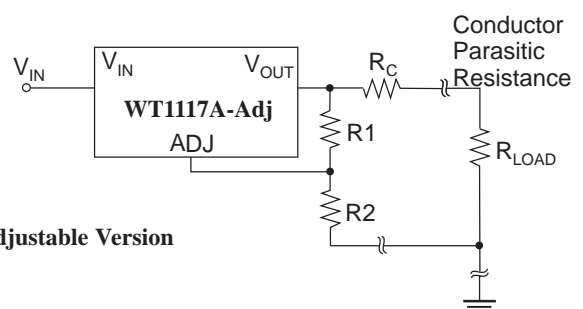 Conductor
Parasitic
Resistance
V_IN
V_IN
V_OUT
R_C
WT1117A-Adj
ADJ
R1
R_LOAD
R2
djustable Version